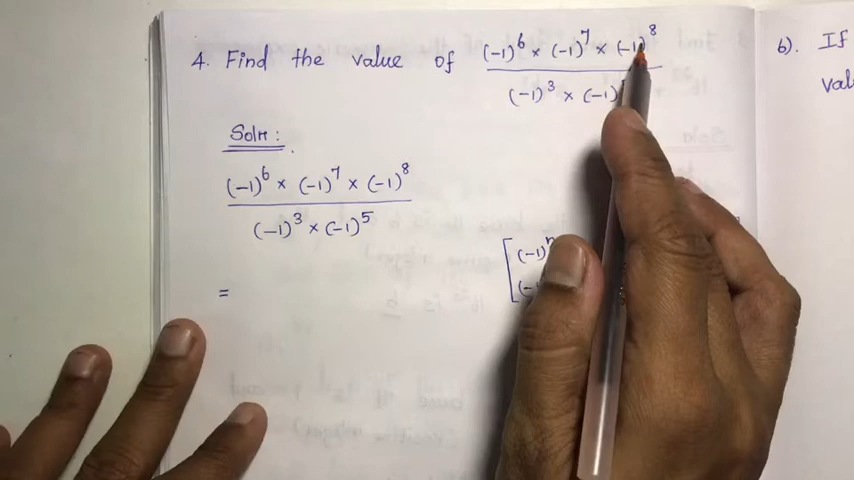 4. Find the value of (-1)^6 × (-1)^7 × (-1)^8
(-1)^3 × (-1)
Soln :
(-1)^6 × (-1)^7 × (-1)^8
(-1)^3 × (-1)^5
=
[(-1)^n
(-
6). If